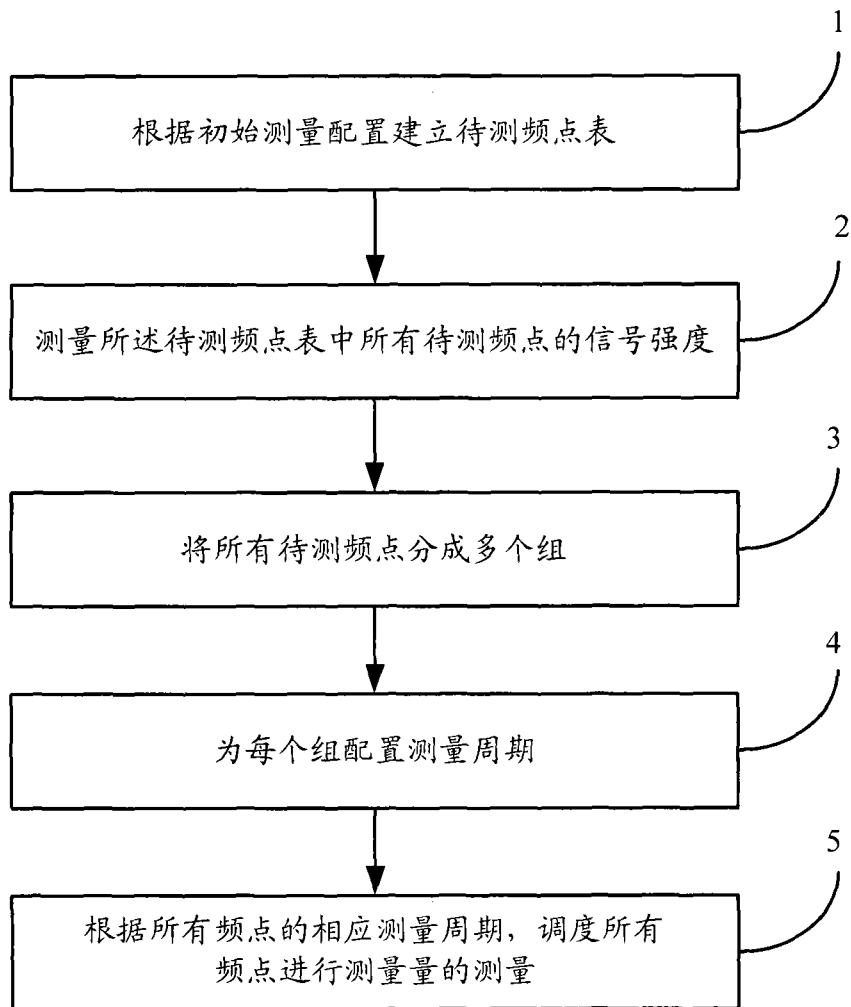 1
根据初始测量配置建立待测频点表
2
测量所述待测频点表中所有待测频点的信号强度
3
将所有待测频点分成多个组
4
为每个组配置测量周期
5
根据所有频点的相应测量周期，调度所有
频点进行测量量的测量